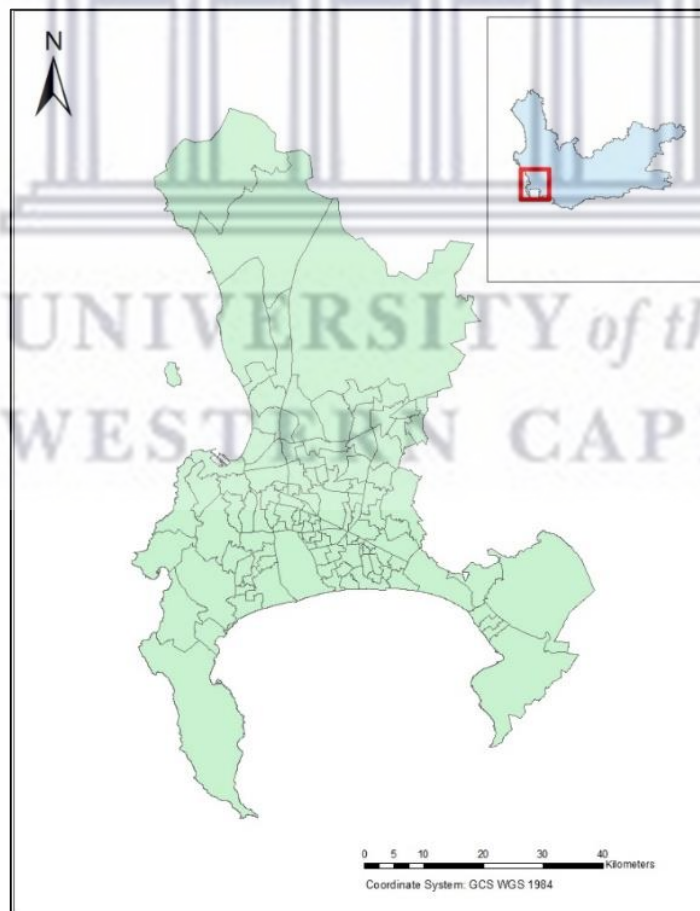 N
UNIVERSITY of th
WESTERN CAP
0 5 10 20 30 40
Kilometers
Coordinate System: GCS WGS 1984